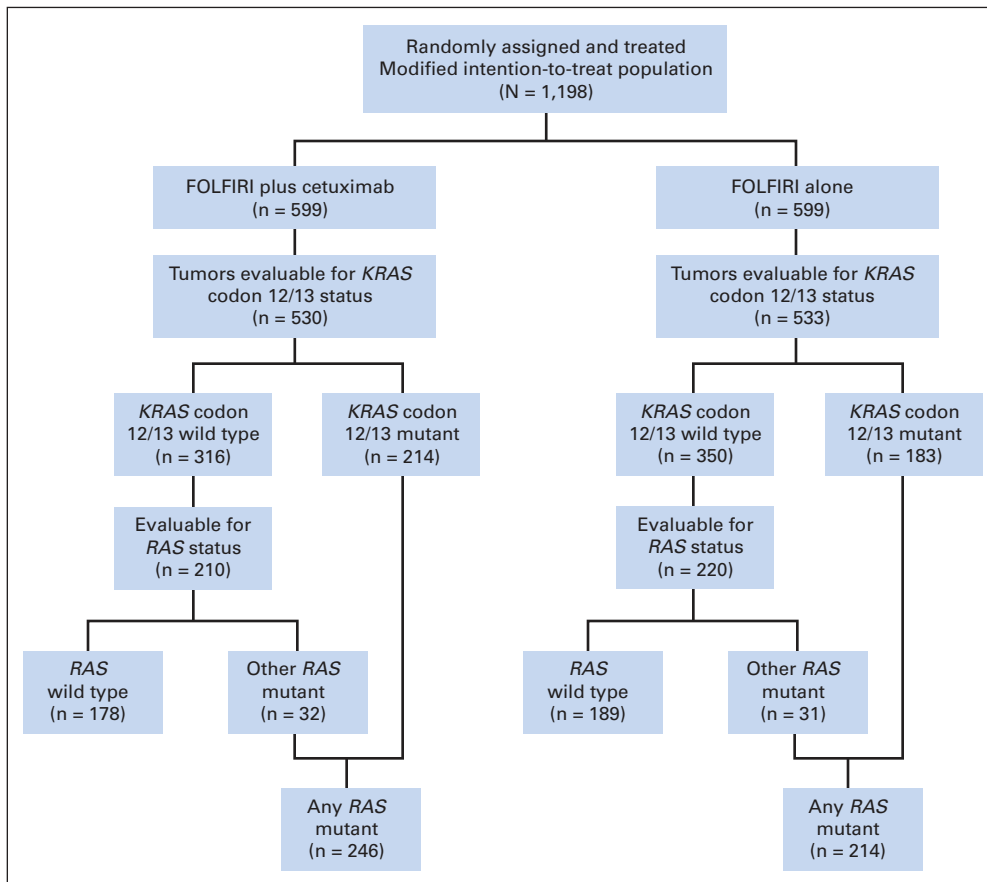 Randomly assigned and treated
Modified intention-to-treat population
(N = 1,198)
FOLFIRI plus cetuximab
(n = 599)
FOLFIRI alone
(n = 599)
Tumors evaluable for KRAS
codon 12/13 status
(n = 530)
Tumors evaluable for KRAS
codon 12/13 status
(n = 533)
KRAS codon
12/13 wild type
(n = 316)
KRAS codon
12/13 mutant
(n = 214)
KRAS codon
12/13 wild type
(n = 350)
KRAS codon
12/13 mutant
(n = 183)
Evaluable for
RAS status
(n = 210)
Evaluable for
RAS status
(n = 220)
RAS
wild type
(n = 178)
Other RAS
mutant
(n = 32)
RAS
wild type
(n = 189)
Other RAS
mutant
(n = 31)
Any RAS
mutant
(n = 246)
Any RAS
mutant
(n = 214)